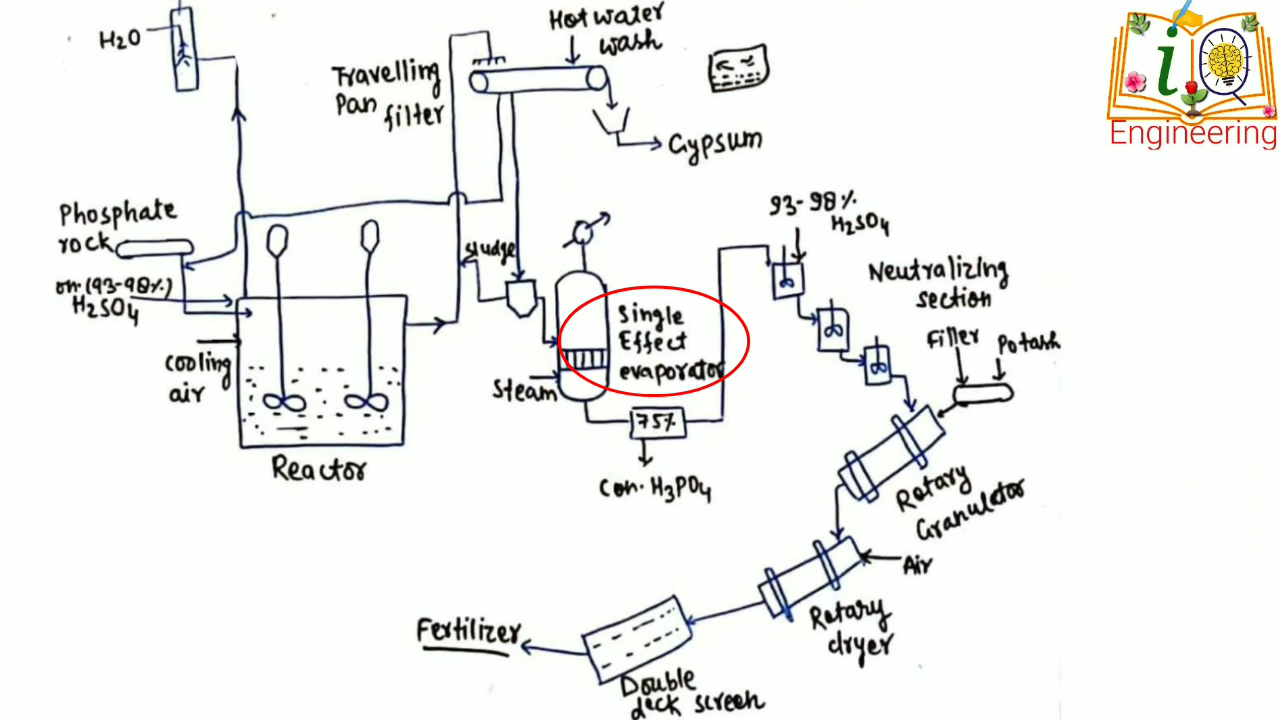 H2O
Hot water
wash
Travelling
Pan
filter
Gypsum
Phosphate
rock
con·(93-98%)
H2SO4
cooling
air
Reactor
sludge
Steam
Single
Effect
evaporator
75%
Con· H3PO4
93-98%
H2SO4
Neutralizing
section
Filler
Potash
Rotary
Granulator
Air
Rotary
dryer
Double
deck screen
Fertilizer
i
Engineering